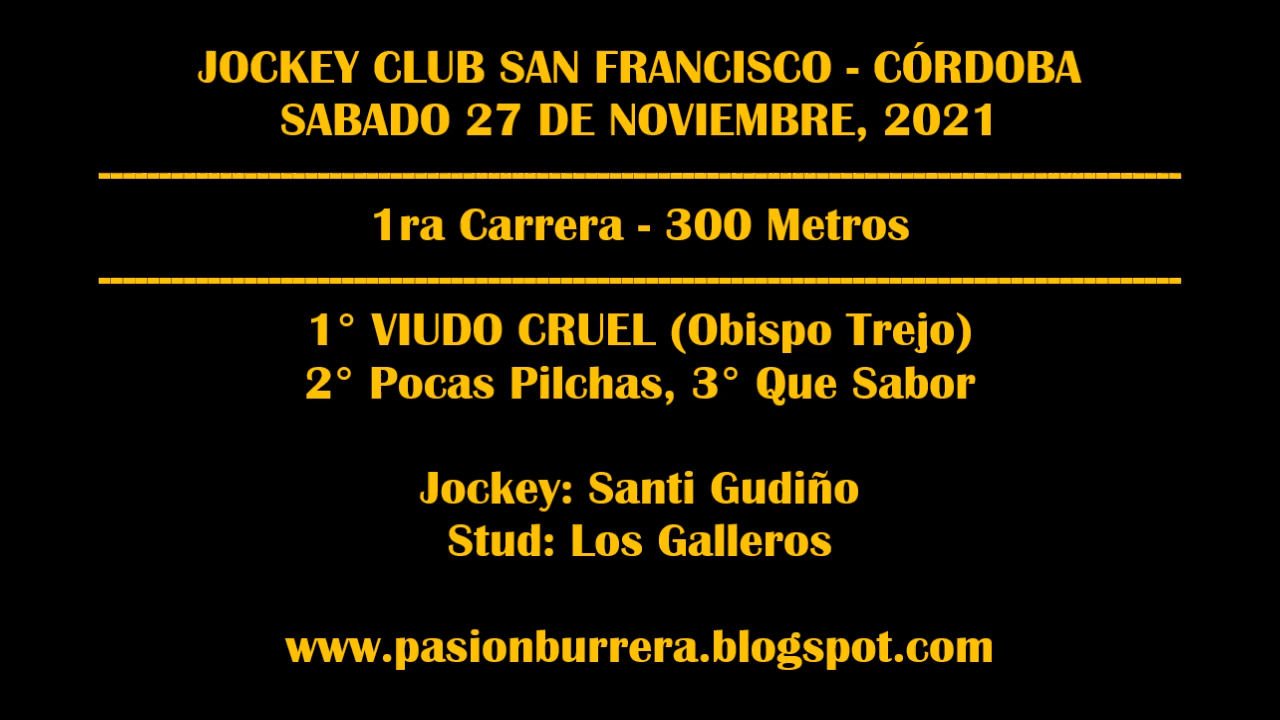 JOCKEY CLUB SAN FRANCISCO - CÓRDOBA
SABADO 27 DE NOVIEMBRE, 2021
1ra Carrera - 300 Metros
1° VIUDO CRUEL (Obispo Trejo)
2° Pocas Pilchas, 3° Que Sabor
Jockey: Santi Gudiño
Stud: Los Galleros
www.pasionburrera.blogspot.com